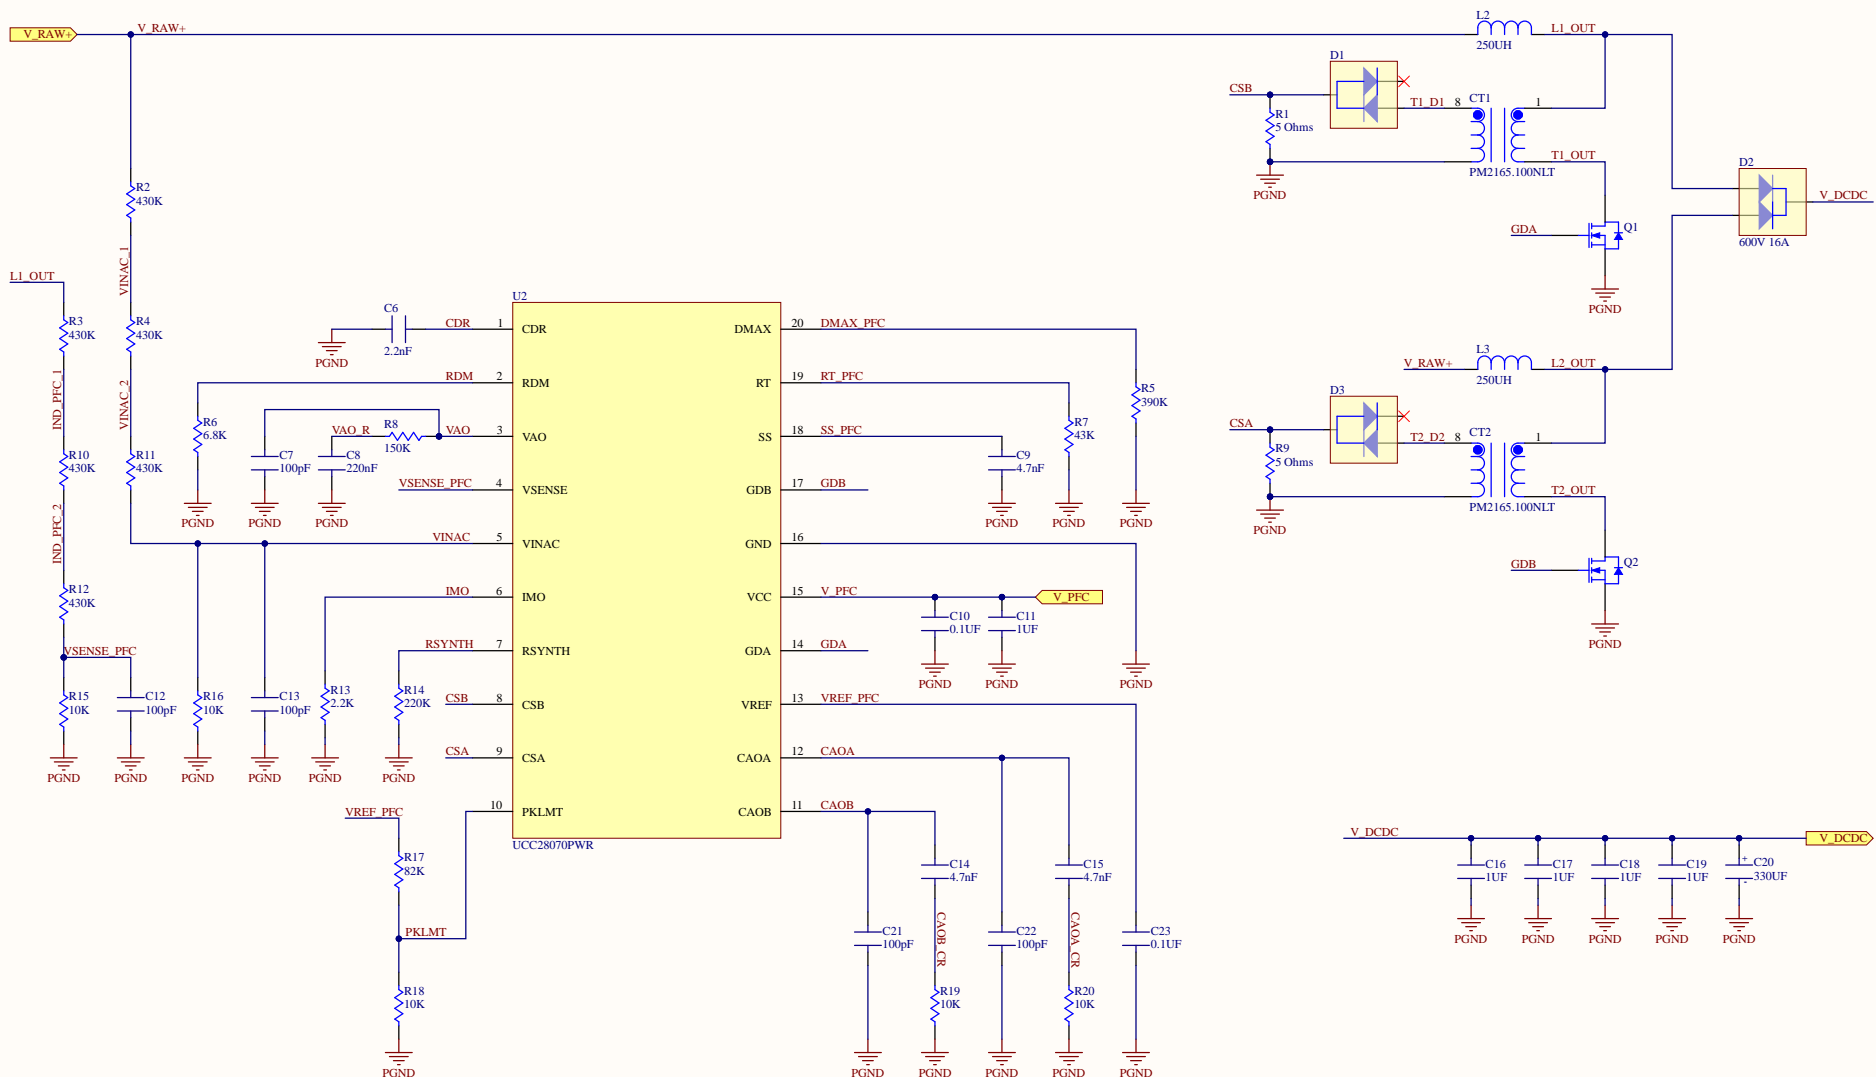 V_RAW+
V_RAW+
L2
250UH
L1_OUT
D1
CSB
R1
5 Ohms
PGND
T1_D1
8
CT1
1
PM2165.100NLT
T1_OUT
D2
600V 16A
V_DCDC
GDA
Q1
PGND
R2
430K
VINAC_1
L1_OUT
R3
430K
R4
430K
IND_PFC_1
VINAC_2
R10
430K
R11
430K
IND_PFC_2
R12
430K
VSENSE_PFC
R15
10K
PGND
C12
100pF
PGND
R16
10K
PGND
C13
100pF
PGND
R13
2.2K
PGND
R14
220K
PGND
C6
2.2nF
PGND
R6
6.8K
PGND
C7
100pF
PGND
VAO_R
R8
150K
C8
220nF
PGND
U2
CDR
1
CDR
RDM
2
RDM
VAO
3
VAO
VSENSE_PFC
4
VSENSE
VINAC
5
VINAC
IMO
6
IMO
RSYNTH
7
RSYNTH
CSB
8
CSB
CSA
9
CSA
10
PKLMT
UCC28070PWR
DMAX
20
DMAX_PFC
RT
19
RT_PFC
SS
18
SS_PFC
GDB
17
GDB
GND
16
VCC
15
V_PFC
GDA
14
GDA
VREF
13
VREF_PFC
CAOA
12
CAOA
CAOB
11
CAOB
R5
390K
PGND
R7
43K
PGND
C9
4.7nF
PGND
V_PFC
C10
0.1UF
PGND
C11
1UF
PGND
PGND
VREF_PFC
R17
82K
PKLMT
R18
10K
PGND
C14
4.7nF
C15
4.7nF
C21
100pF
PGND
CAOB_CR
R19
10K
PGND
C22
100pF
PGND
CAOA_CR
R20
10K
PGND
C23
0.1UF
PGND
V_RAW+
L3
250UH
L2_OUT
D3
CSA
R9
5 Ohms
PGND
T2_D2
8
CT2
1
PM2165.100NLT
T2_OUT
GDB
Q2
PGND
V_DCDC
V_DCDC
C16
1UF
PGND
C17
1UF
PGND
C18
1UF
PGND
C19
1UF
PGND
+
-
C20
330UF
PGND